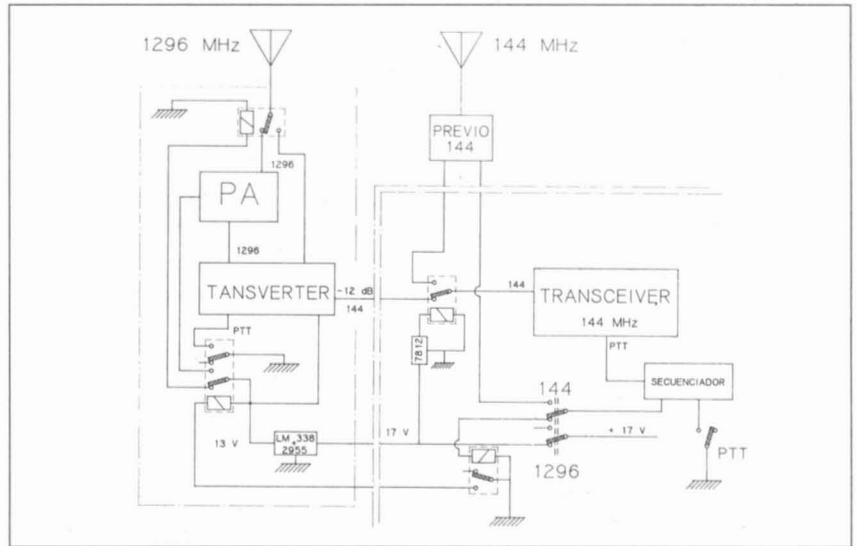 1296 MHz
144 MHz
PREVIO
144
1296
PA
1296
TANSVERTER
-12 dB
144
144
TRANSCEIVER
144 MHz
PTT
7812
PTT
SECUENCIADOR
144
13 V
LM 338
2955
17 V
+ 17 V
PTT
1296